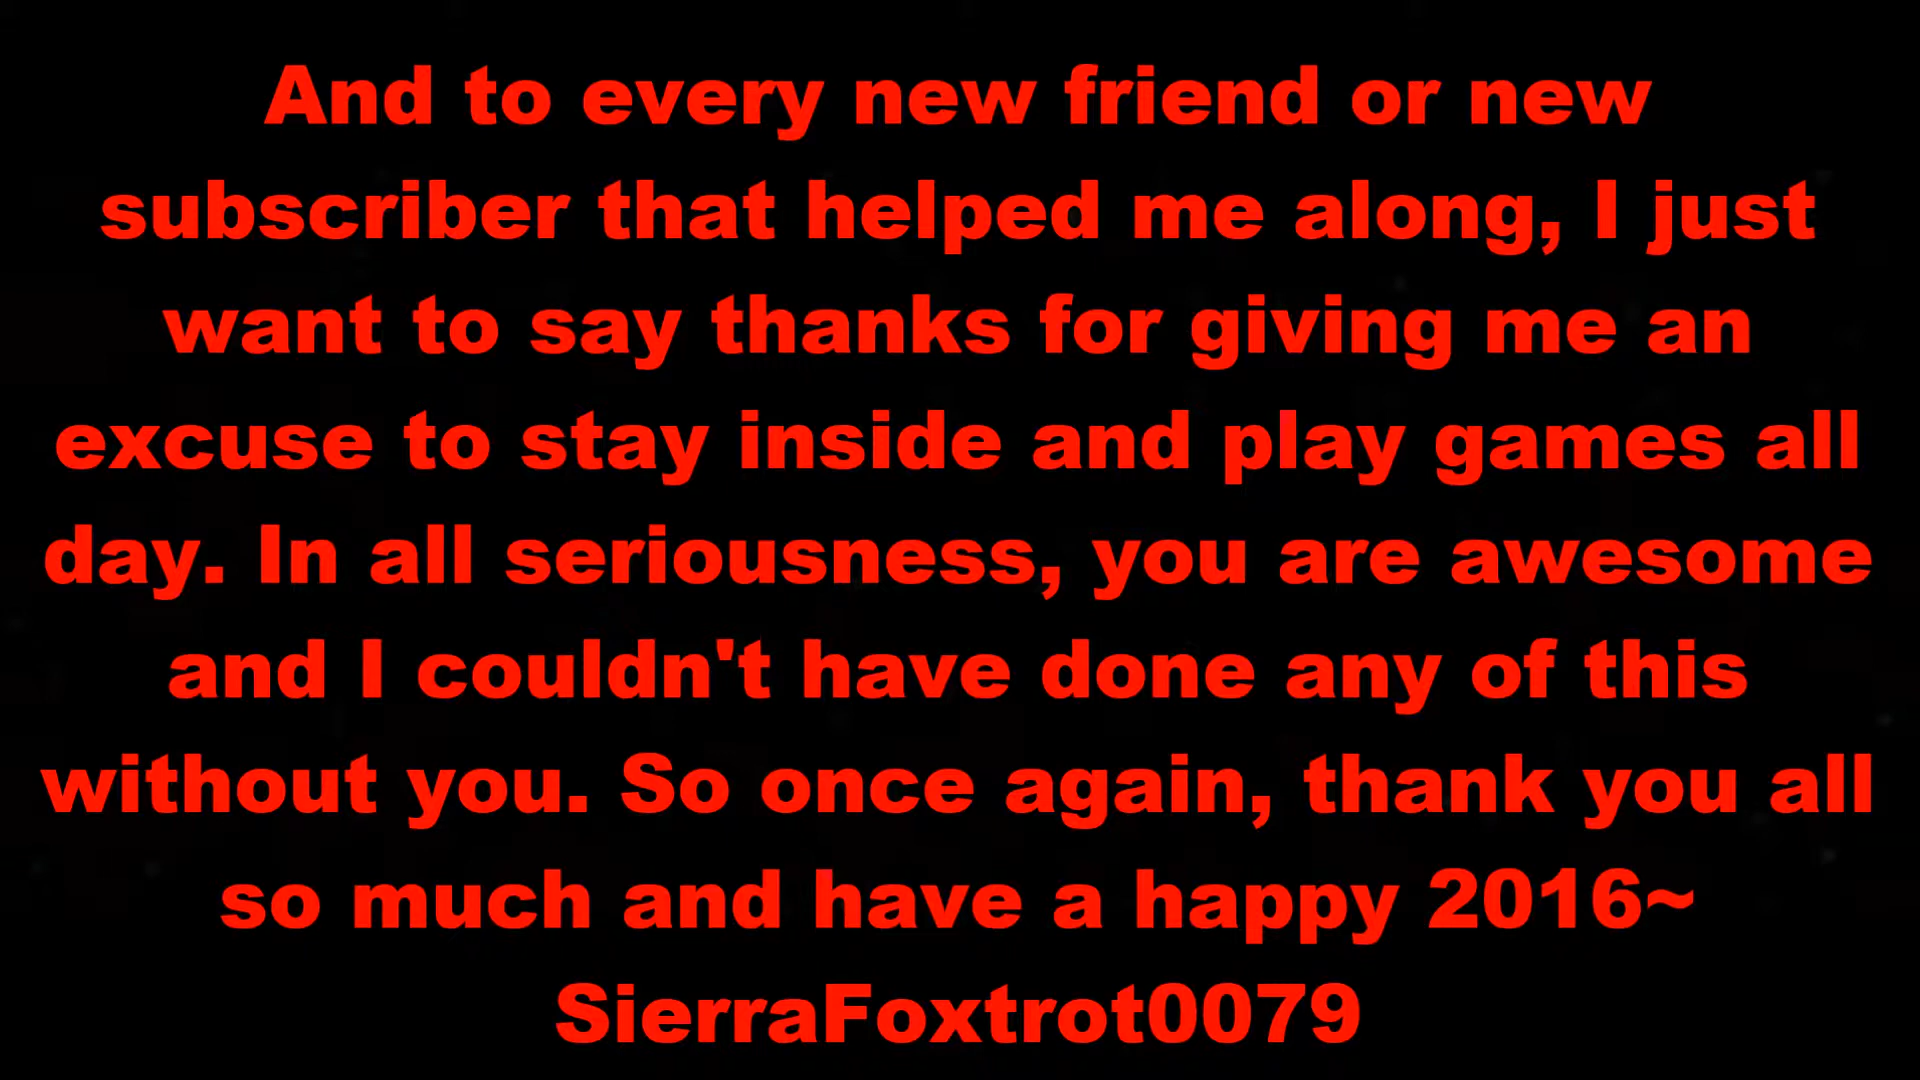 And to every new friend or new
subscriber that helped me along, I just
want to say thanks for giving me an
excuse to stay inside and play games all
day. In all seriousness, you are awesome
and I couldn't have done any of this
without you. So once again, thank you all
so much and have a happy 2016~
SierraFoxtrot0079